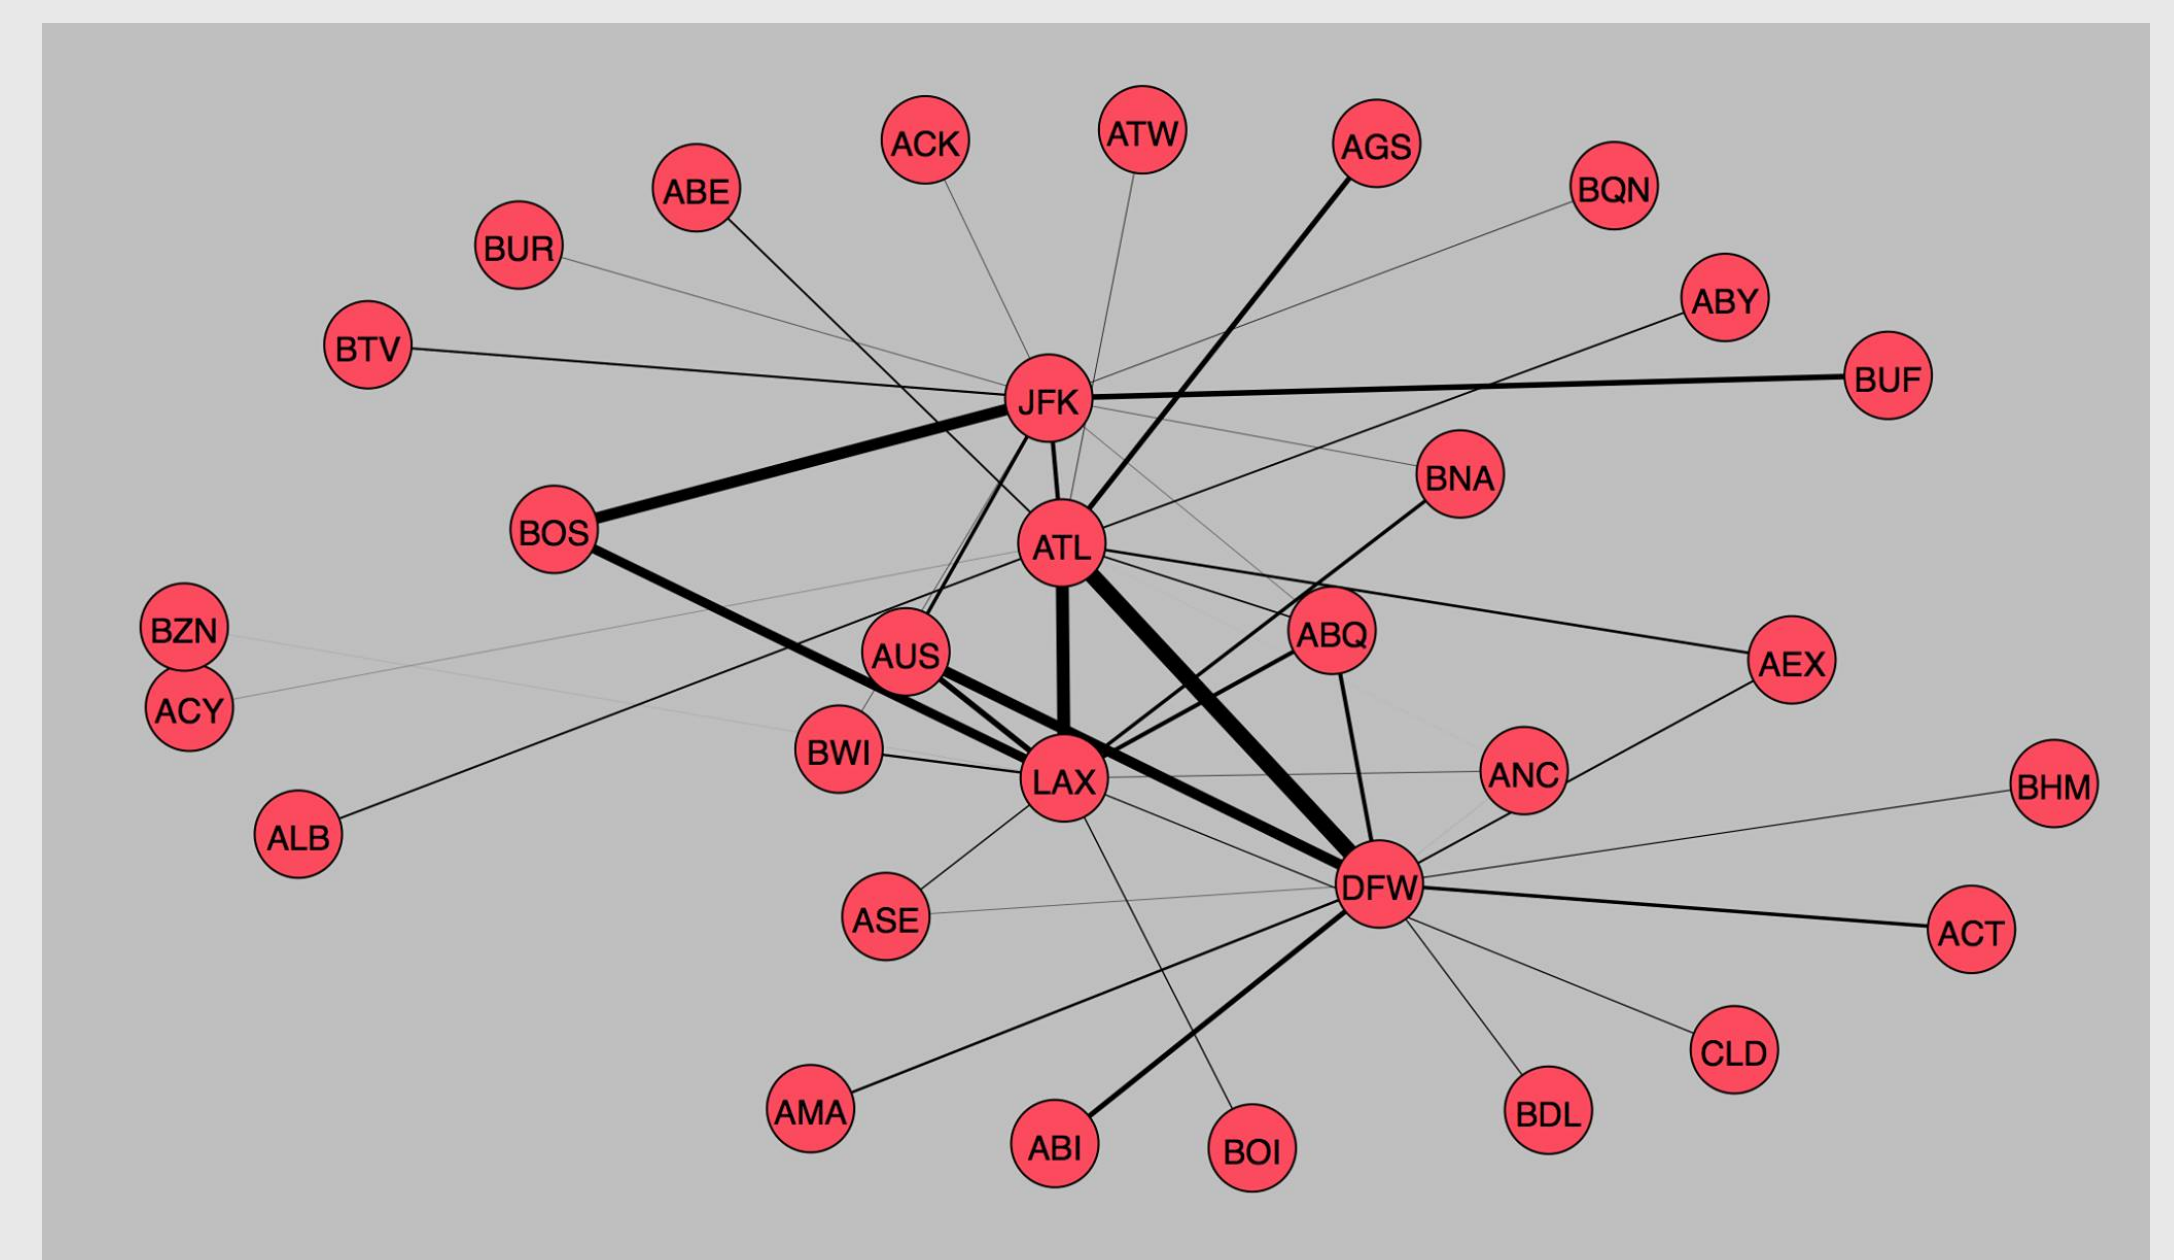 ATW
ACK
AGS
BQN
ABE
BUR
ABY
BTV
BUF
JFK
BNA
BOS
ATL
BZN
ABQ
AUS
AEX
ACY
BWI
ANC
LAX
BHM
ALB
DFW
ASE
ACT
CLD
AMA
BDL
ABI
BOI